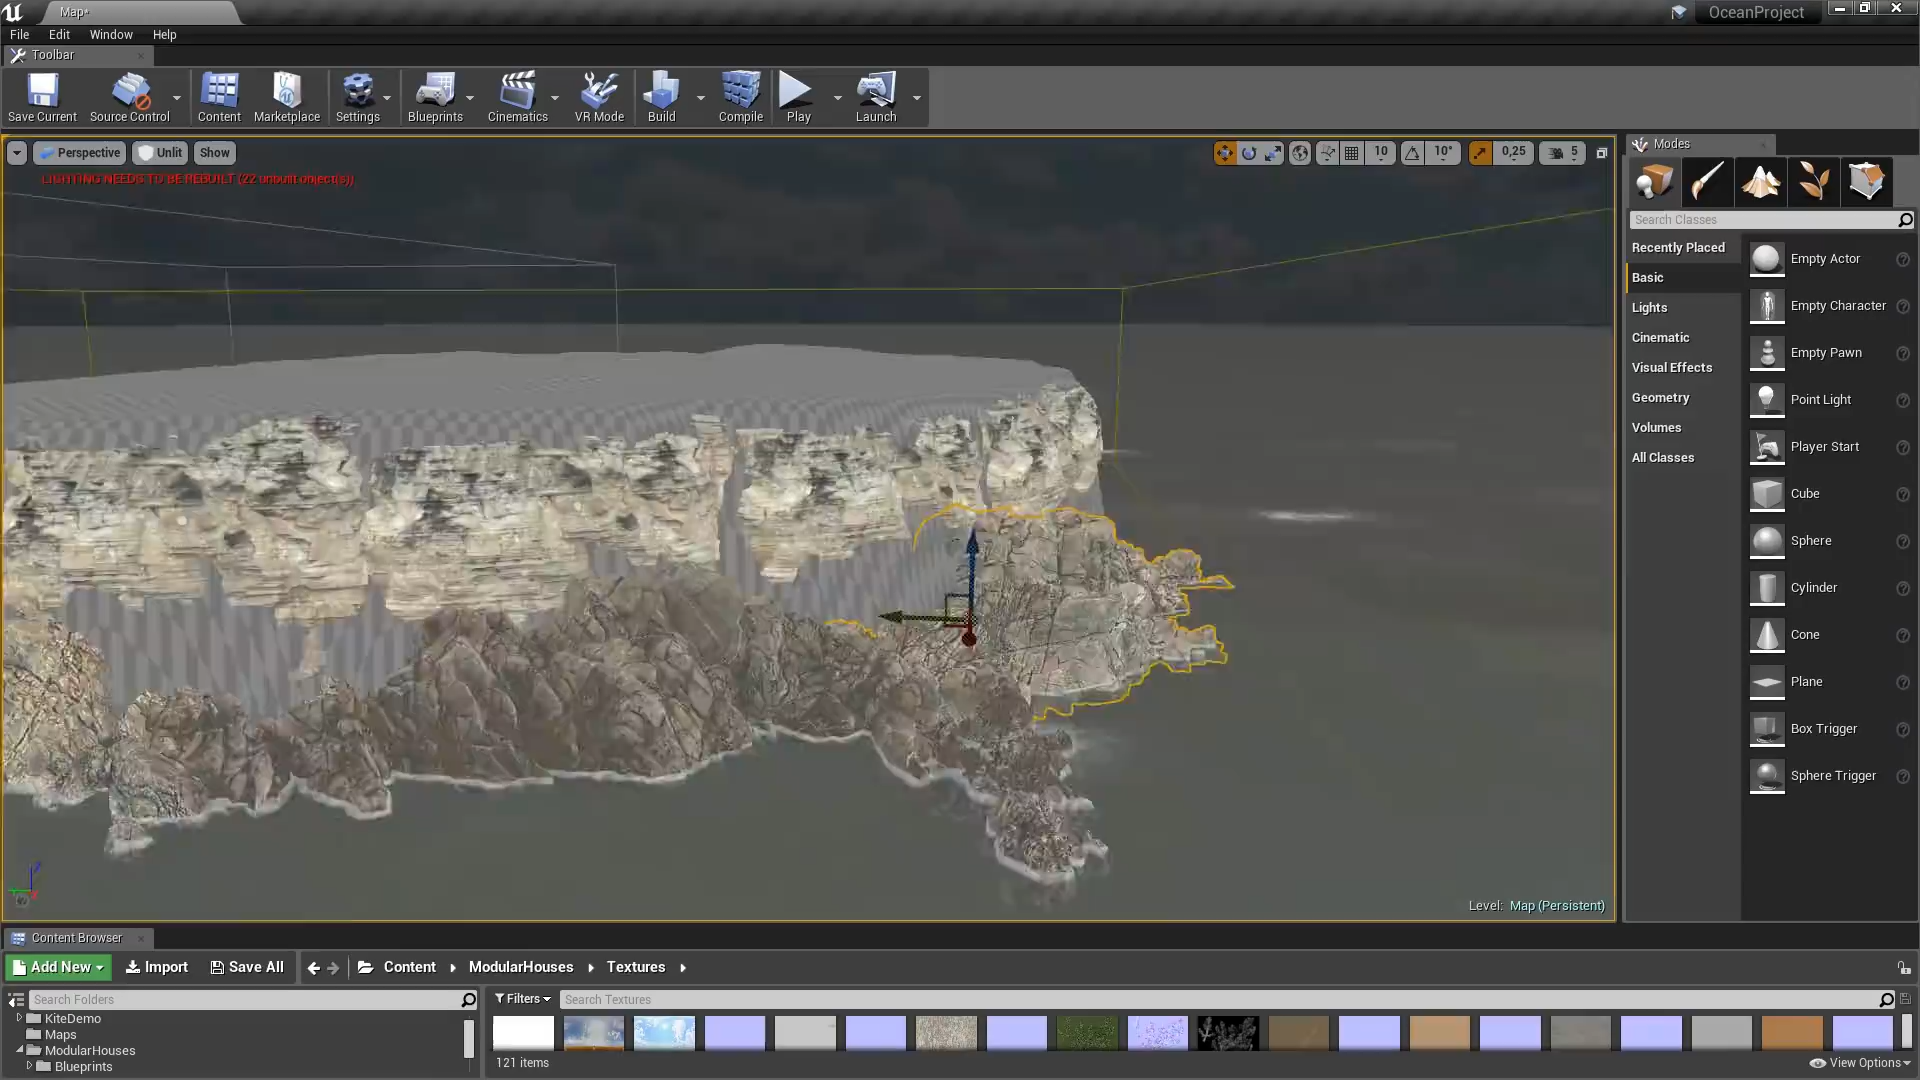 Map*
OceanProject
File Edit Window Help
Toolbar
Save Current Source Control Content Marketplace Settings Blueprints Cinematics VR Mode Build Compile Play Launch
Perspective Unlit Show 10 10° 0,25 5
LIGHTING NEEDS TO BE REBUILT (22 unbuilt object(s))
Modes
Search Classes
Recently Placed
Basic
Lights
Cinematic
Visual Effects
Geometry
Volumes
All Classes
Empty Actor
Empty Character
Empty Pawn
Point Light
Player Start
Cube
Sphere
Cylinder
Cone
Plane
Box Trigger
Sphere Trigger
Level: Map (Persistent)
Content Browser
Add New Import Save All Content ModularHouses Textures
Search Folders
KiteDemo
Maps
ModularHouses
Blueprints
Filters Search Textures
121 items
View Options